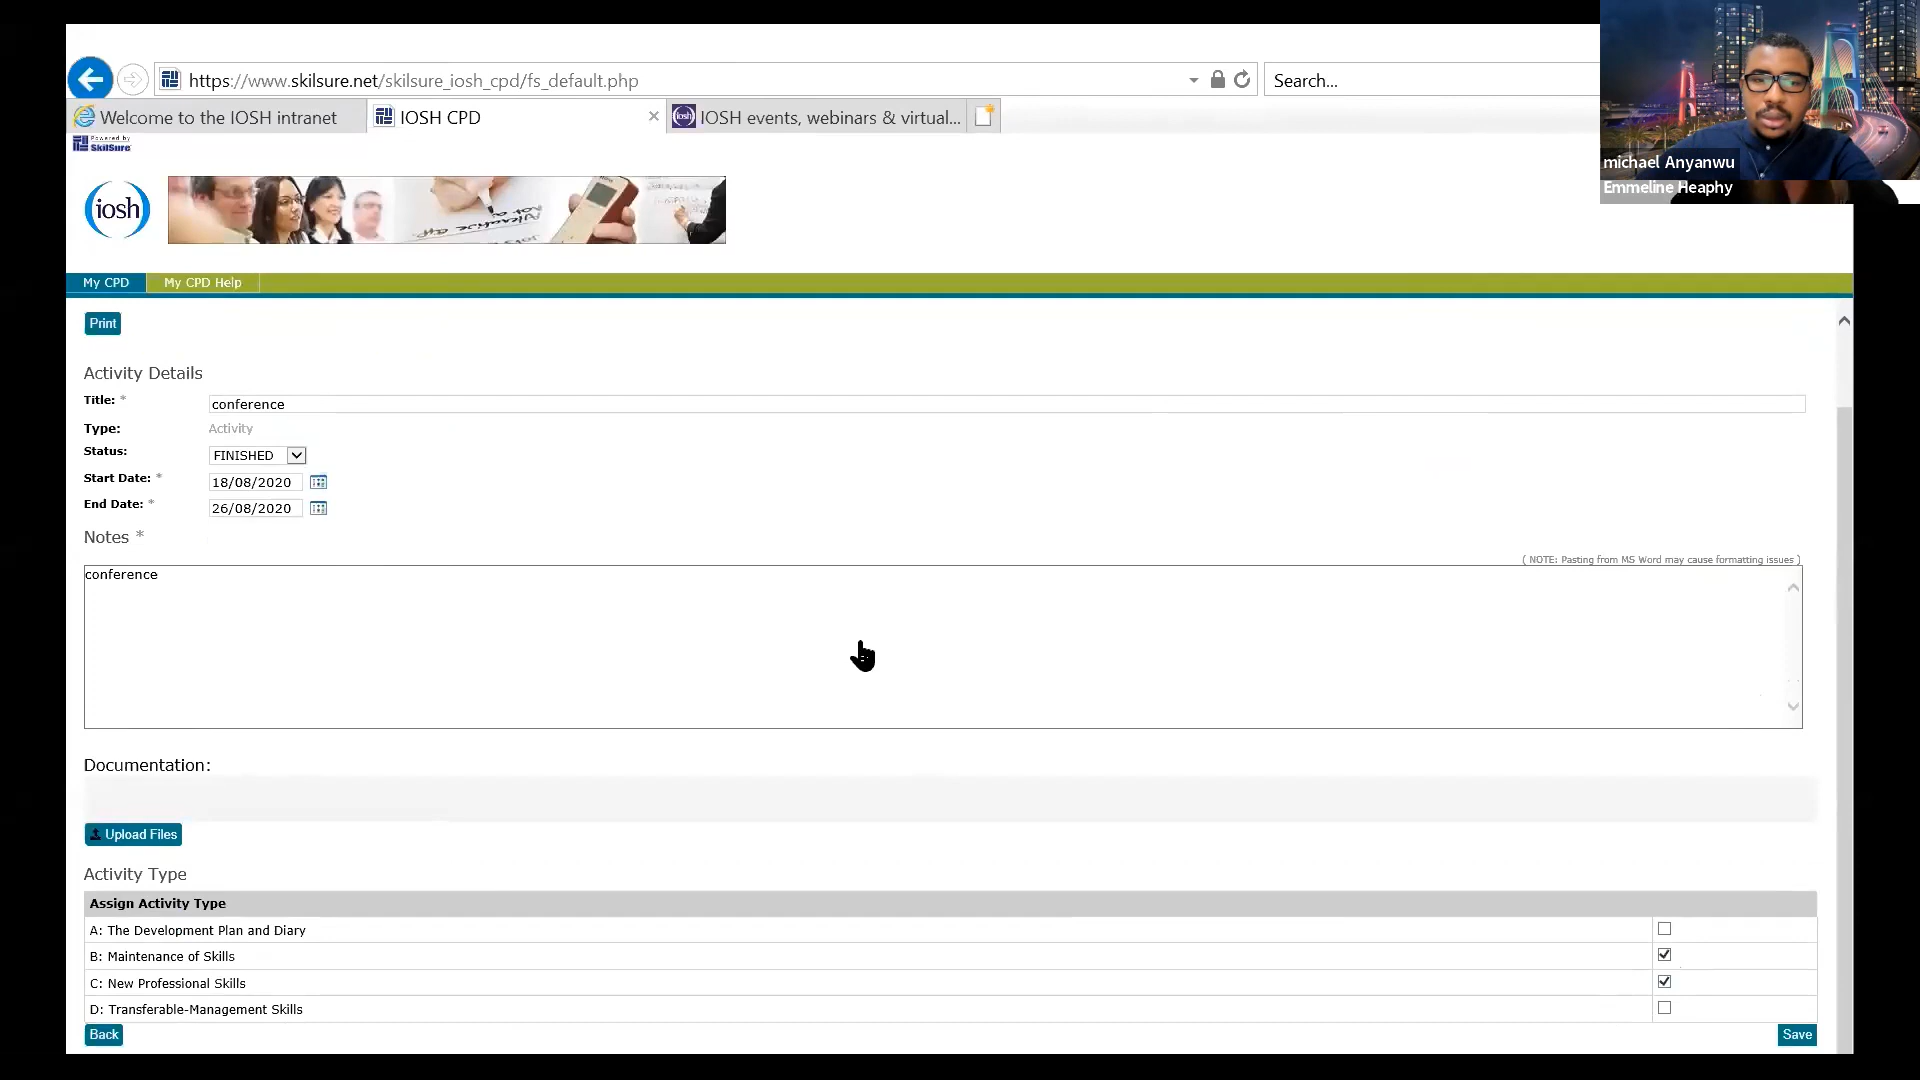 https://www.skilsure.net/skilsure_iosh_cpd/fs_default.php
Search...
Welcome to the IOSH intranet
IOSH CPD
IOSH events, webinars & virtual...
michael Anyanwu
Emmeline Heaphy
Powered by
SkilSure
iosh
My CPD
My CPD Help
Print
Activity Details
Title: * conference
Type: Activity
Status: FINISHED
Start Date: * 18/08/2020
End Date: * 26/08/2020
Notes *
( NOTE: Pasting from MS Word may cause formatting issues )
conference
Documentation:
Upload Files
Activity Type
Assign Activity Type
A: The Development Plan and Diary
B: Maintenance of Skills
C: New Professional Skills
D: Transferable-Management Skills
Back
Save